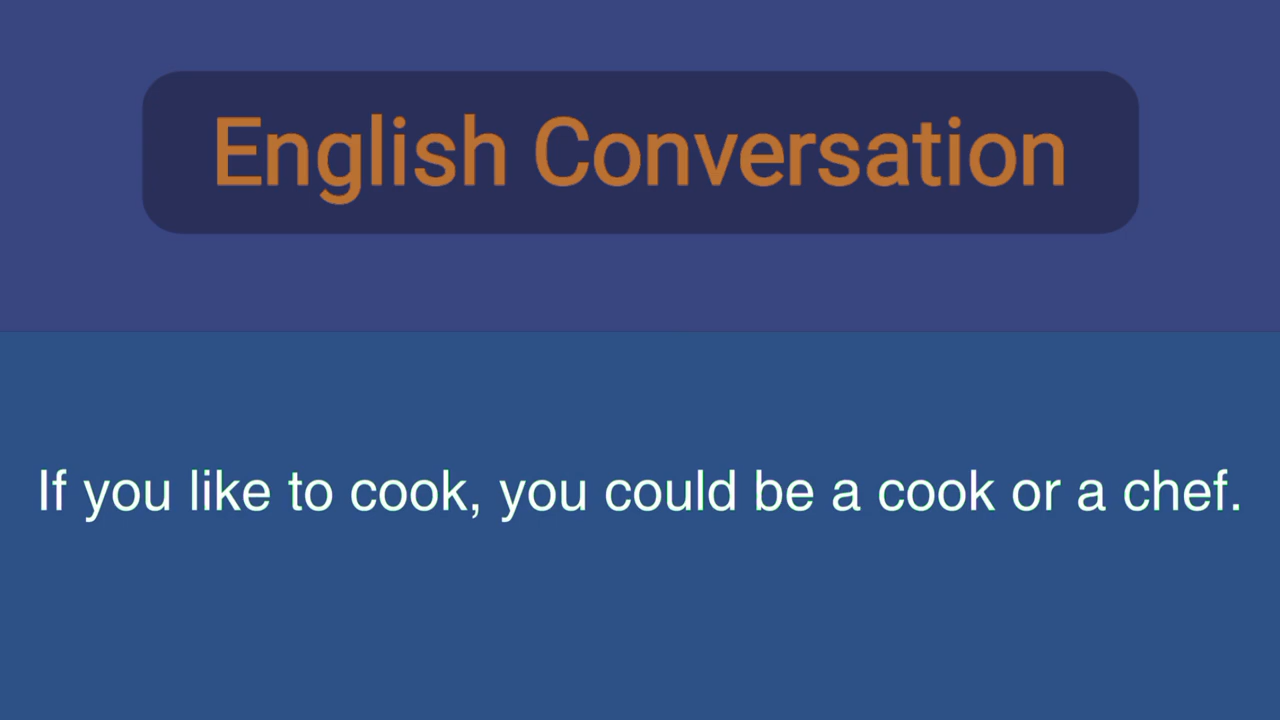 English Conversation
If you like to cook, you could be a cook or a chef.